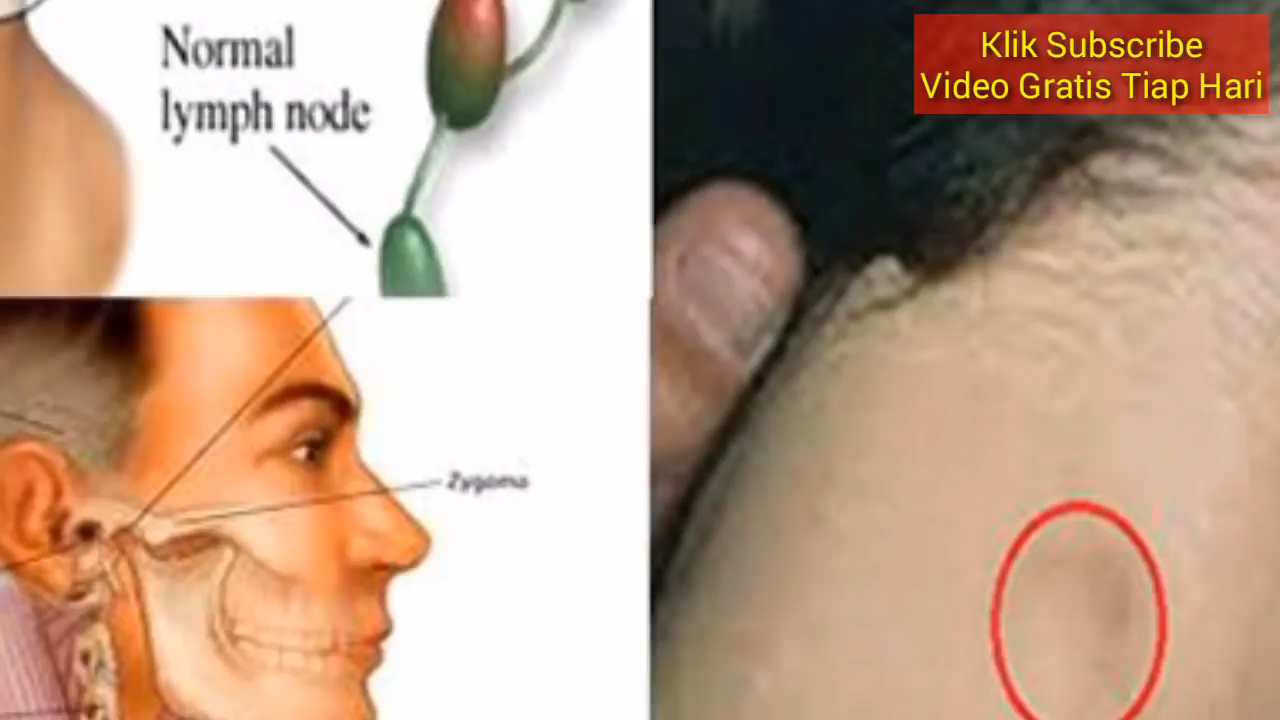 Normal
lymph node
Klik Subscribe
Video Gratis Tiap Hari
Zygoma